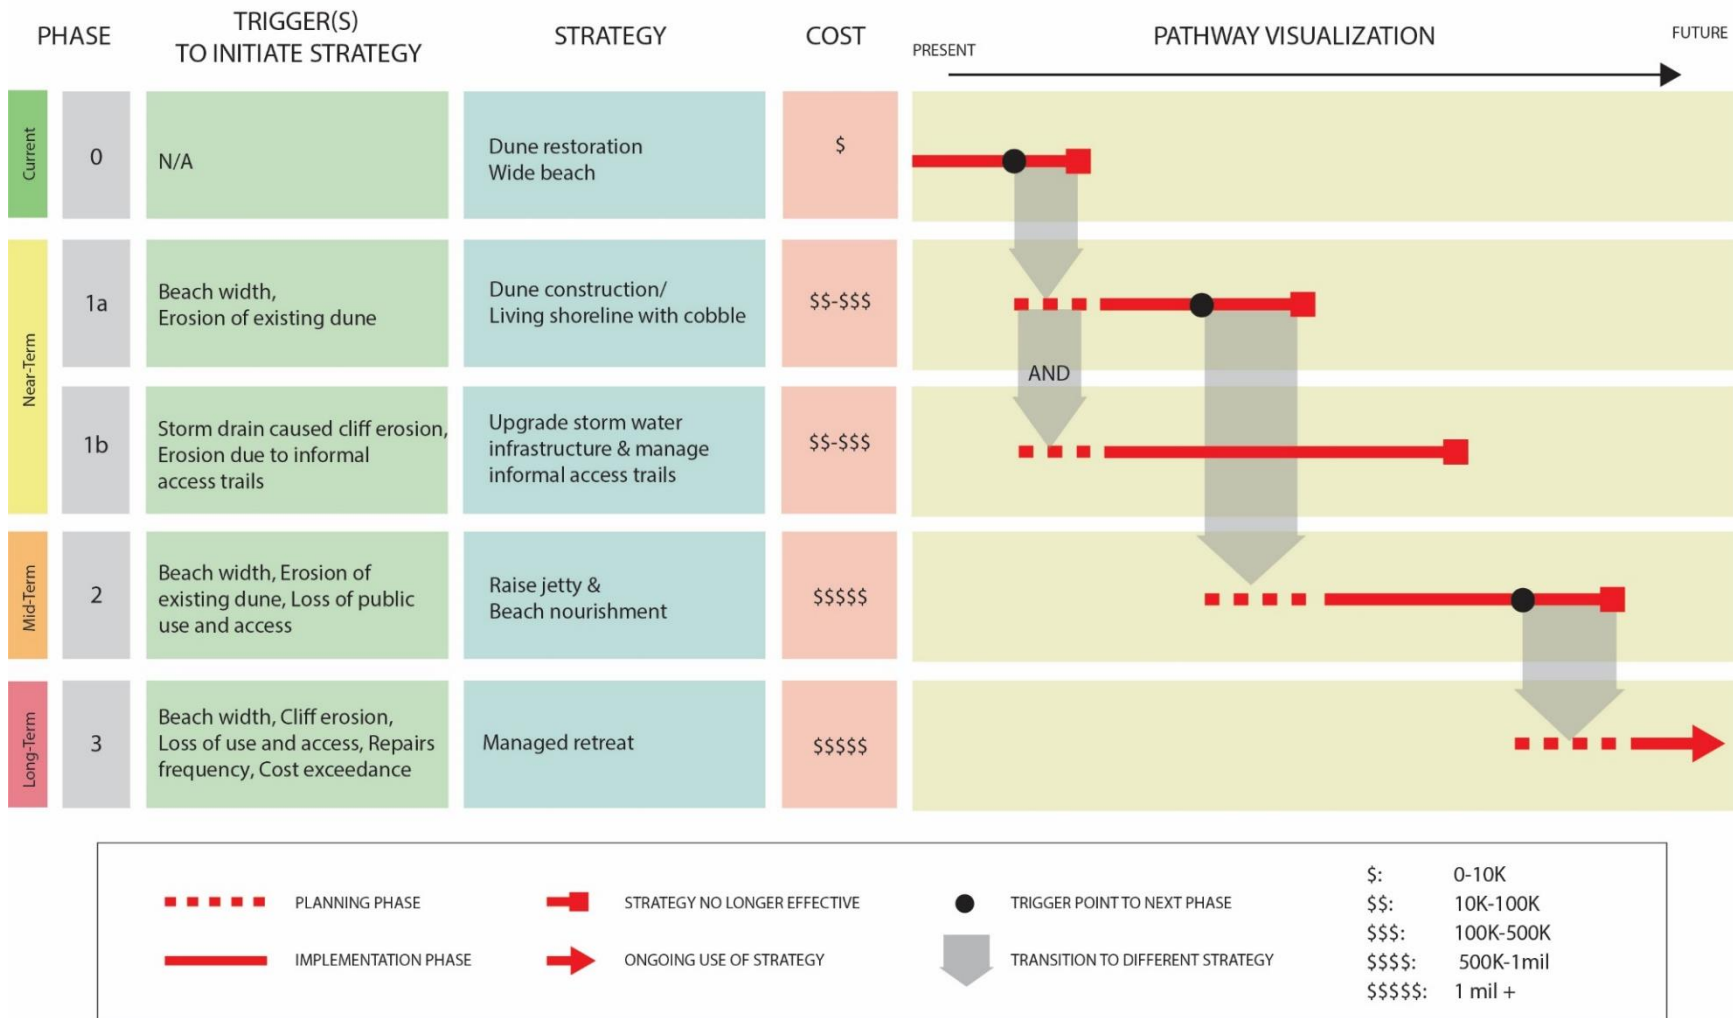 PHASE
TRIGGER(S)
TO INITIATE STRATEGY
STRATEGY
COST
PATHWAY VISUALIZATION
PRESENT
FUTURE
Current
0
N/A
Dune restoration
Wide beach
$
Near-Term
1a
Beach width,
Erosion of existing dune
Dune construction/
Living shoreline with cobble
$$-$$$
AND
1b
Storm drain caused cliff erosion,
Erosion due to informal
access trails
Upgrade storm water
infrastructure & manage
informal access trails
$$-$$$
Mid-Term
2
Beach width, Erosion of
existing dune, Loss of public
use and access
Raise jetty &
Beach nourishment
$$$$$
Long-Term
3
Beach width, Cliff erosion,
Loss of use and access, Repairs
frequency, Cost exceedance
Managed retreat
$$$$$
PLANNING PHASE
IMPLEMENTATION PHASE
STRATEGY NO LONGER EFFECTIVE
ONGOING USE OF STRATEGY
TRIGGER POINT TO NEXT PHASE
TRANSITION TO DIFFERENT STRATEGY
$: 0-10K
$$: 10K-100K
$$$: 100K-500K
$$$$: 500K-1mil
$$$$$: 1 mil +